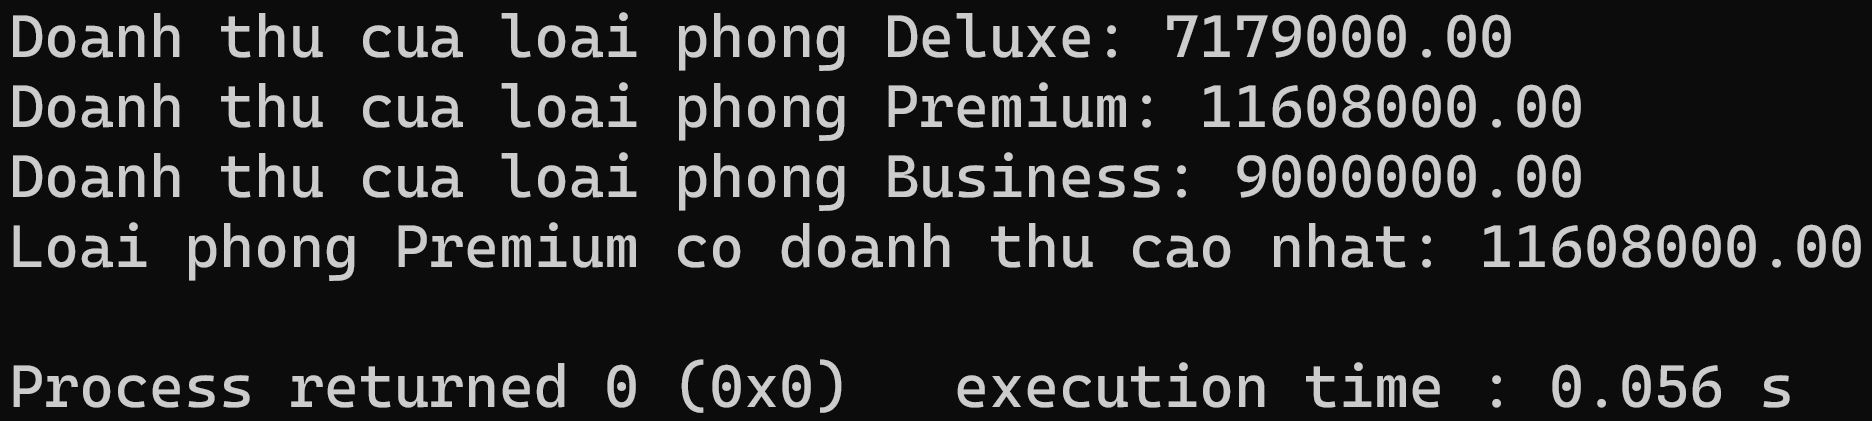 Doanh thu cua loai phong Deluxe: 7179000.00
Doanh thu cua loai phong Premium: 11608000.00
Doanh thu cua loai phong Business: 9000000.00
Loai phong Premium co doanh thu cao nhat: 11608000.00
Process returned 0 (0x0)   execution time : 0.056 s